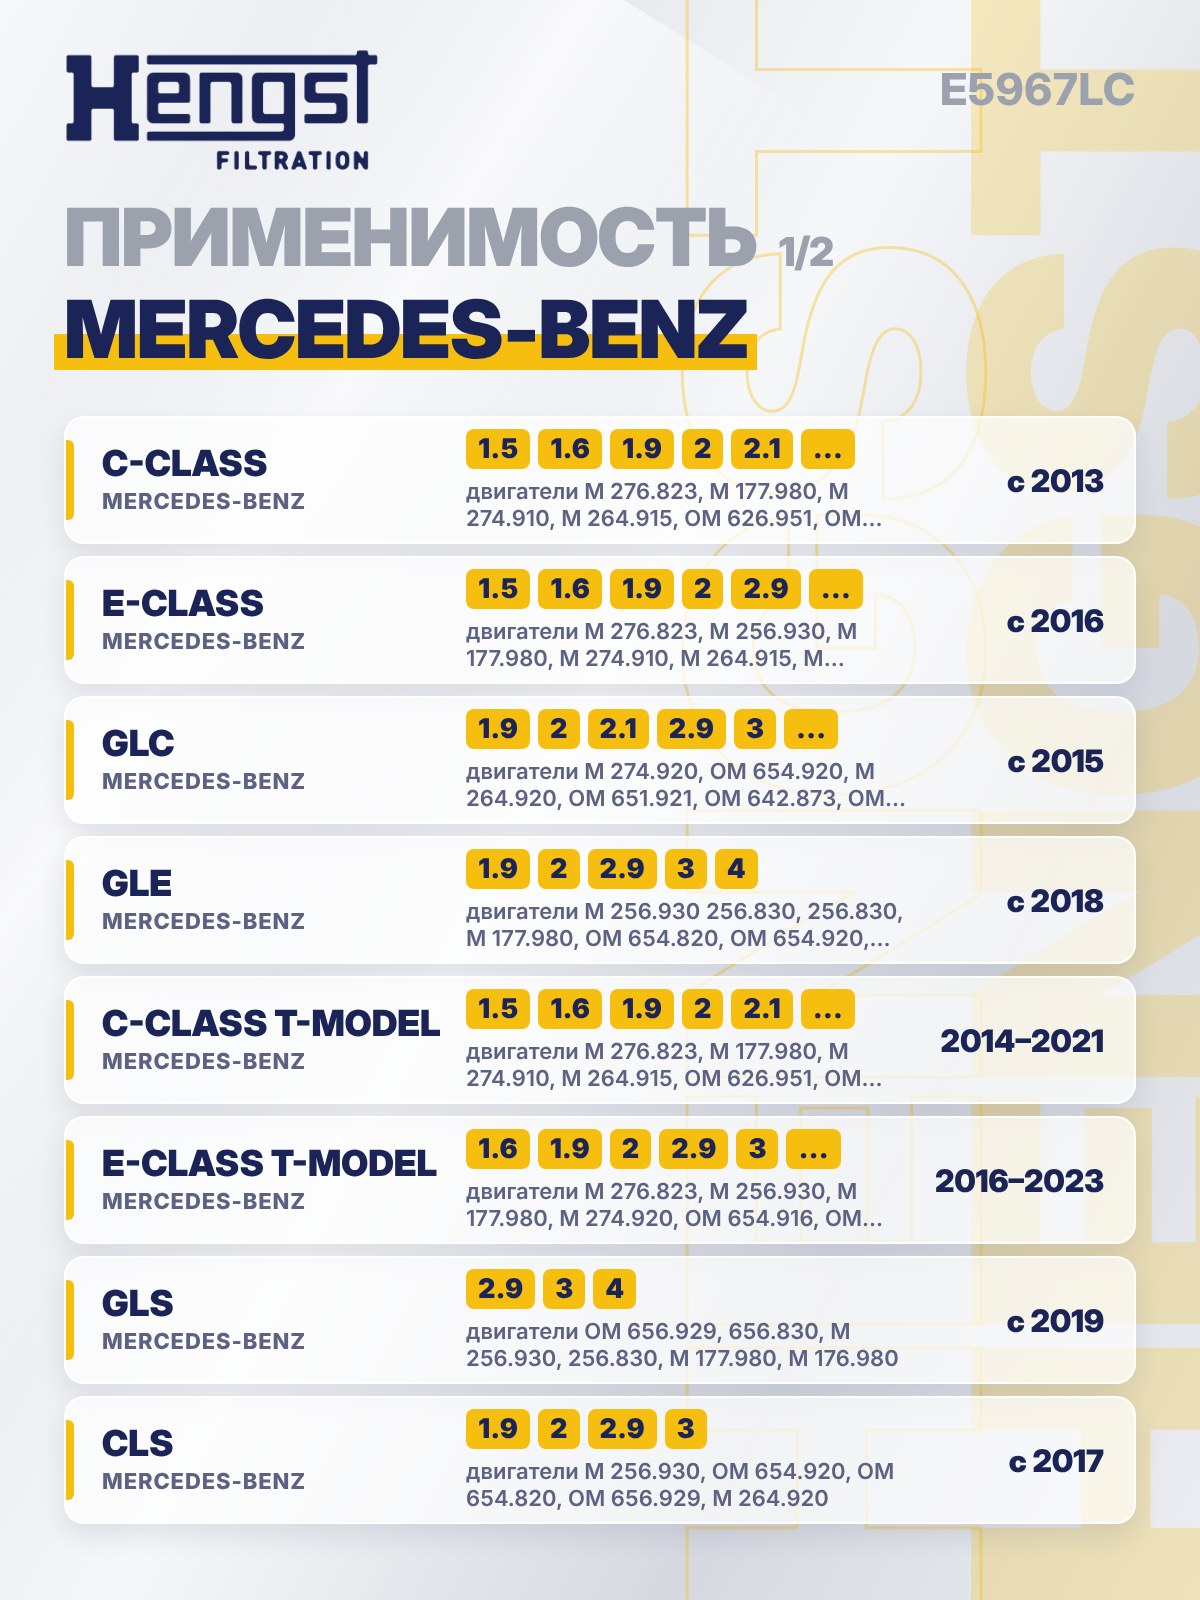 Hengst
FILTRATION
E5967LC
ПРИМЕНИМОСТЬ 1/2
MERCEDES-BENZ
C-CLASS
MERCEDES-BENZ
1.5 1.6 1.9 2 2.1 ...
двигатели M 276.823, M 177.980, M
274.910, M 264.915, OM 626.951, OM...
с 2013
E-CLASS
MERCEDES-BENZ
1.5 1.6 1.9 2 2.9 ...
двигатели M 276.823, M 256.930, M
177.980, M 274.910, M 264.915, M...
с 2016
GLC
MERCEDES-BENZ
1.9 2 2.1 2.9 3 ...
двигатели M 274.920, OM 654.920, M
264.920, OM 651.921, OM 642.873, OM...
с 2015
GLE
MERCEDES-BENZ
1.9 2 2.9 3 4
двигатели M 256.930 256.830, 256.830,
M 177.980, OM 654.820, OM 654.920,...
с 2018
C-CLASS T-MODEL
MERCEDES-BENZ
1.5 1.6 1.9 2 2.1 ...
двигатели M 276.823, M 177.980, M
274.910, M 264.915, OM 626.951, OM...
2014–2021
E-CLASS T-MODEL
MERCEDES-BENZ
1.6 1.9 2 2.9 3 ...
двигатели M 276.823, M 256.930, M
177.980, M 274.920, OM 654.916, OM...
2016–2023
GLS
MERCEDES-BENZ
2.9 3 4
двигатели OM 656.929, 656.830, M
256.930, 256.830, M 177.980, M 176.980
с 2019
CLS
MERCEDES-BENZ
1.9 2 2.9 3
двигатели M 256.930, OM 654.920, OM
654.820, OM 656.929, M 264.920
с 2017
HENGST
HENGST